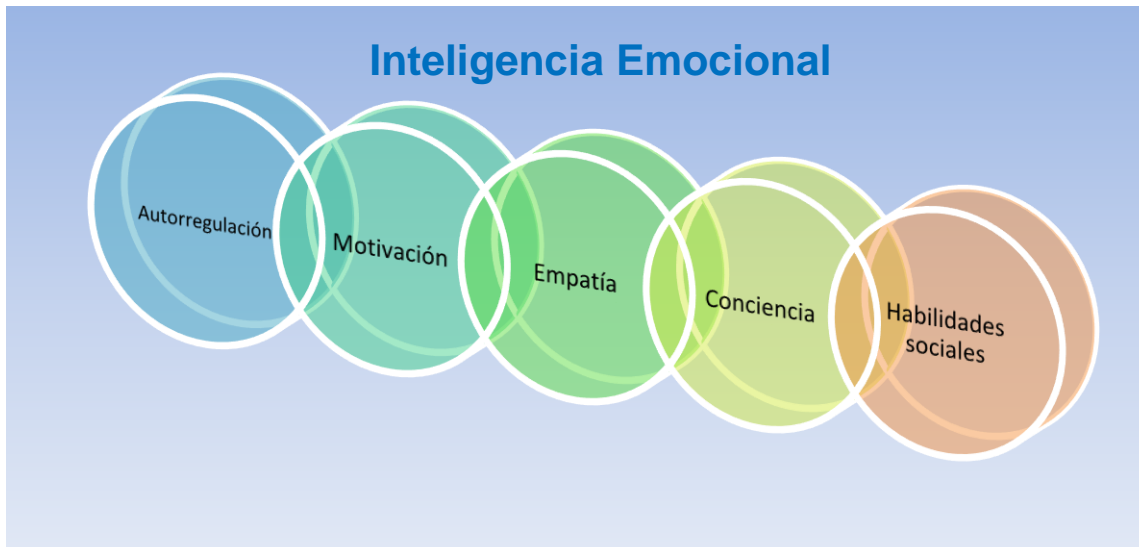 Inteligencia Emocional
Autorregulación
Motivación
Empatía
Conciencia
Habilidades
sociales